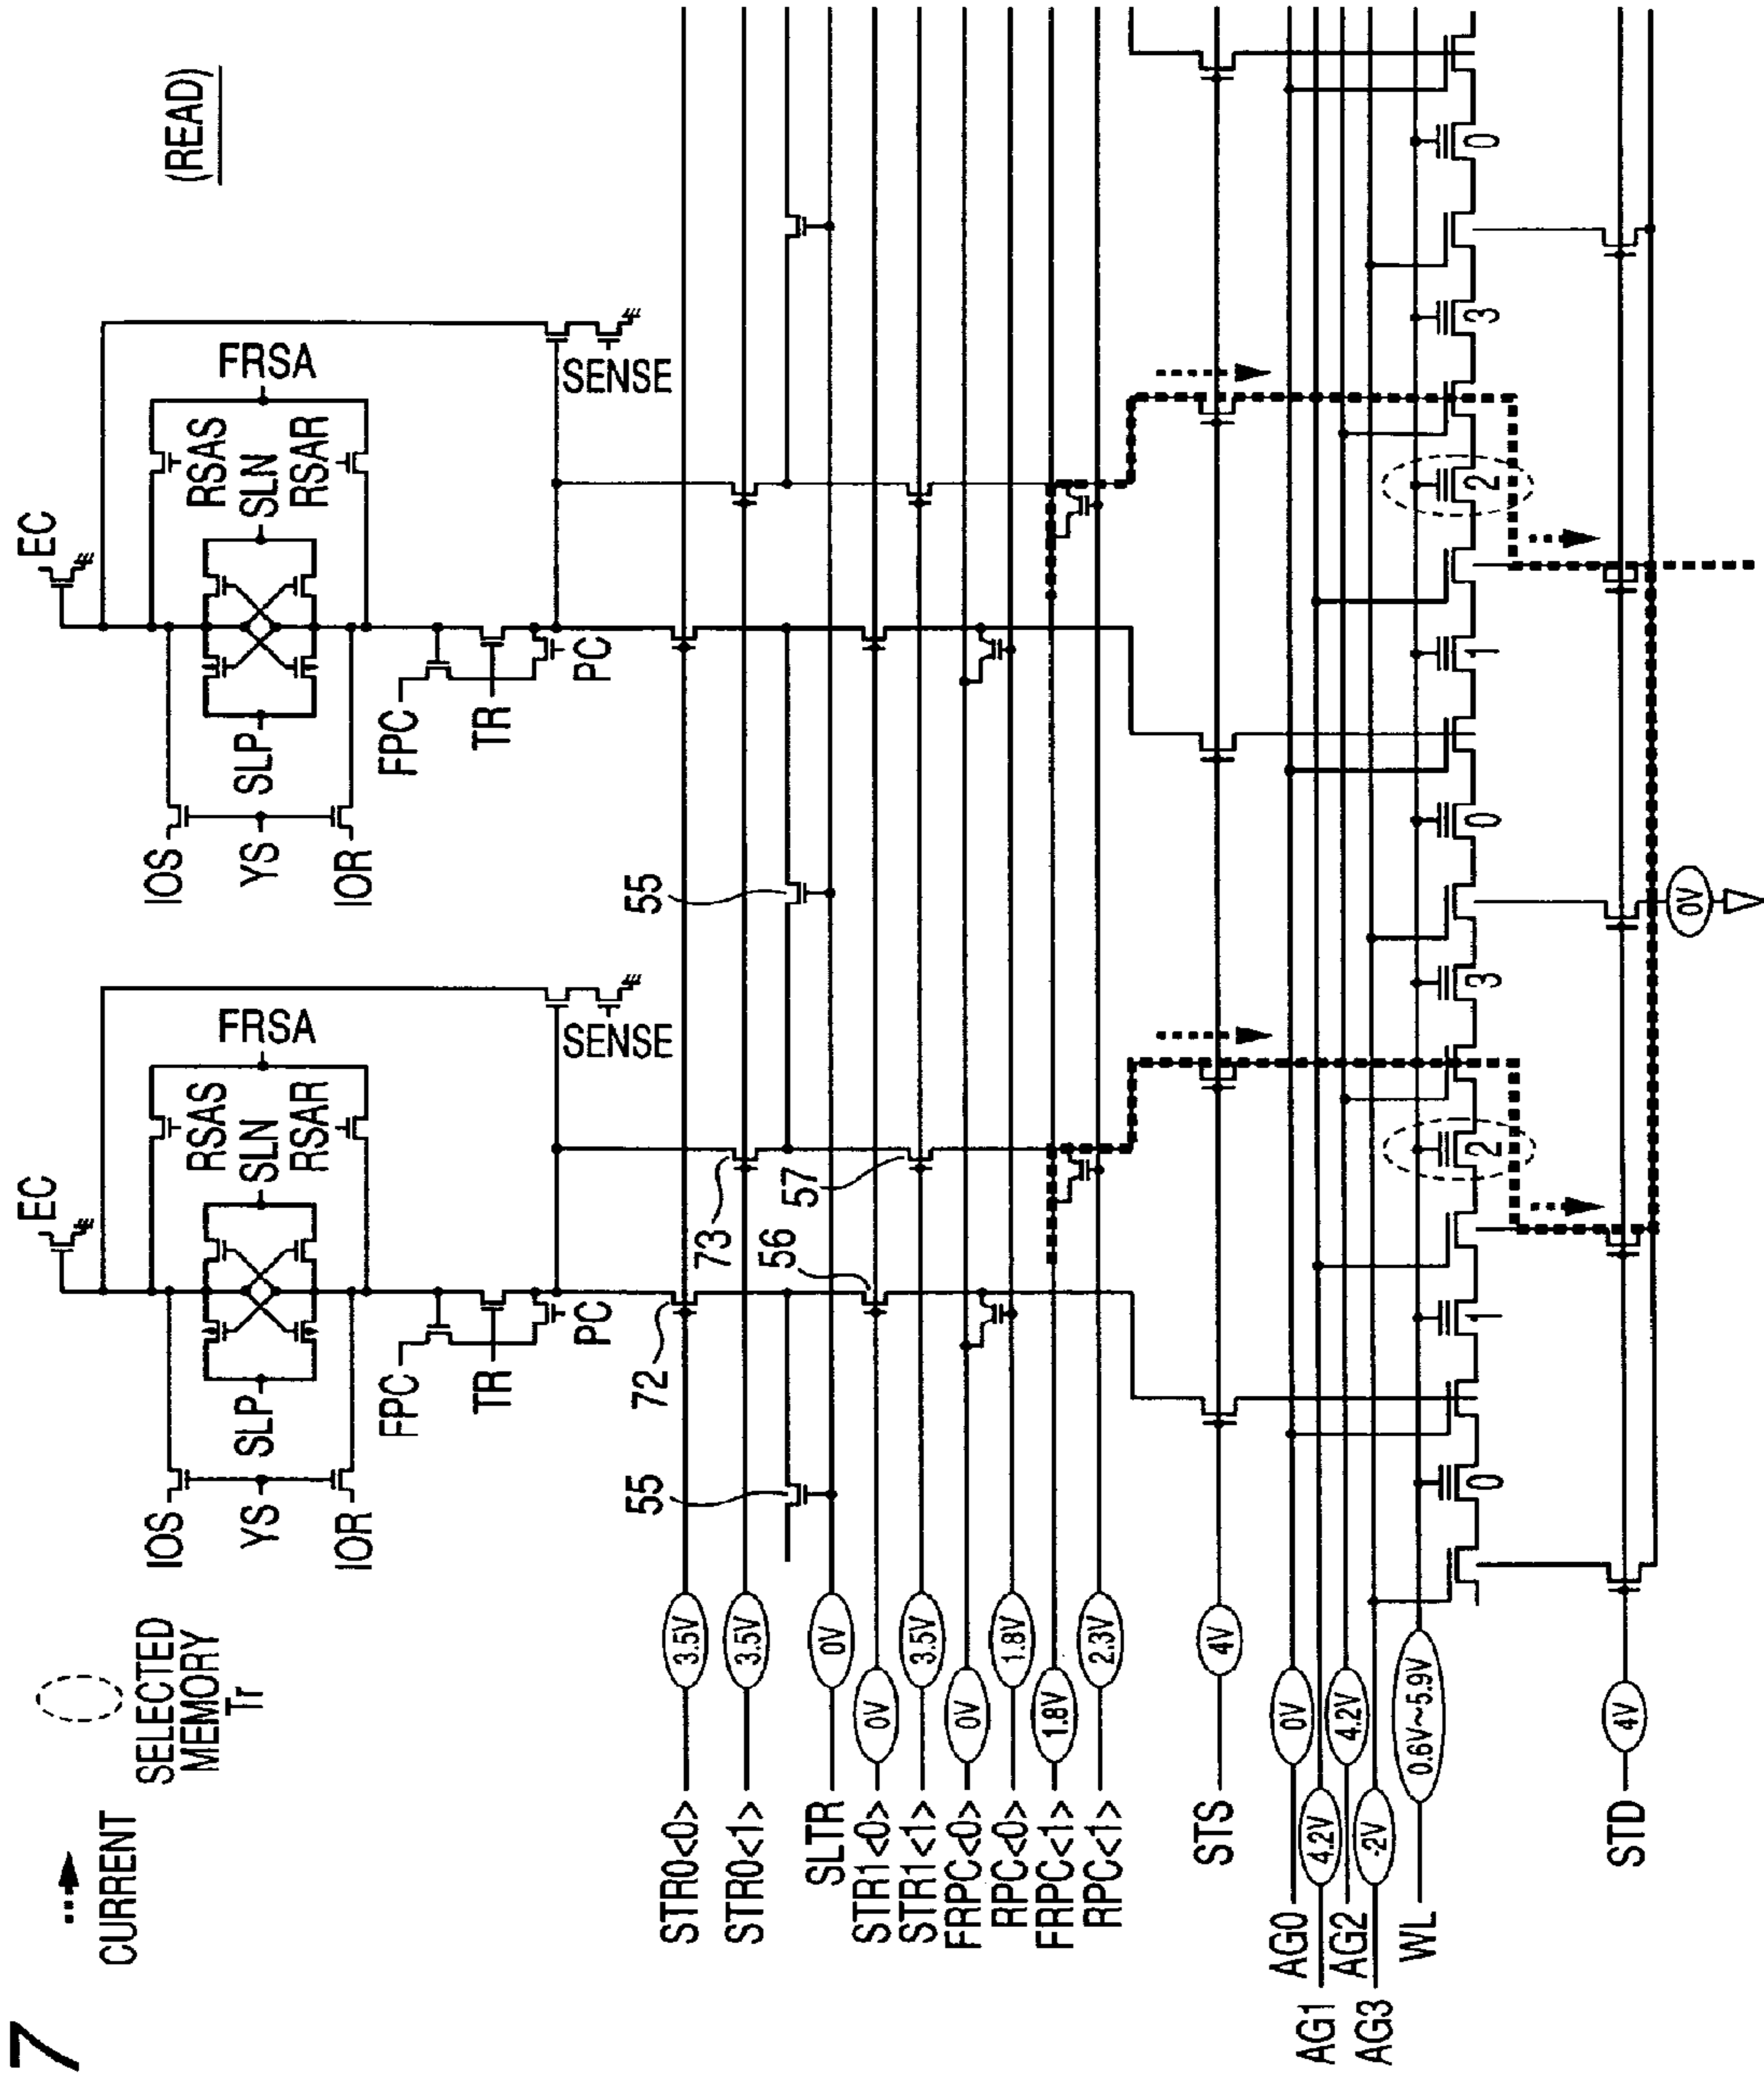 7
(READ)
CURRENT
SELECTED
MEMORY
Tr
EC
EC
IOS
YS
IOR
SLP
RSAS
SLN
RSAR
FRSA
FPC
TR
PC
SENSE
IOS
YS
IOR
SLP
RSAS
SLN
RSAR
FRSA
FPC
TR
PC
SENSE
72
73
55
55
56
57
STR0<0>
3.5V
STR0<1>
3.5V
SLTR
0V
STR1<0>
0V
STR1<1>
3.5V
FRPC<0>
0V
RPC<0>
1.8V
FRPC<1>
1.8V
RPC<1>
2.3V
STS
4V
AG0
0V
AG1
4.2V
AG2
4.2V
AG3
-2V
WL
0.6V~5.9V
0
1
2
3
0
1
2
3
0
STD
4V
0V